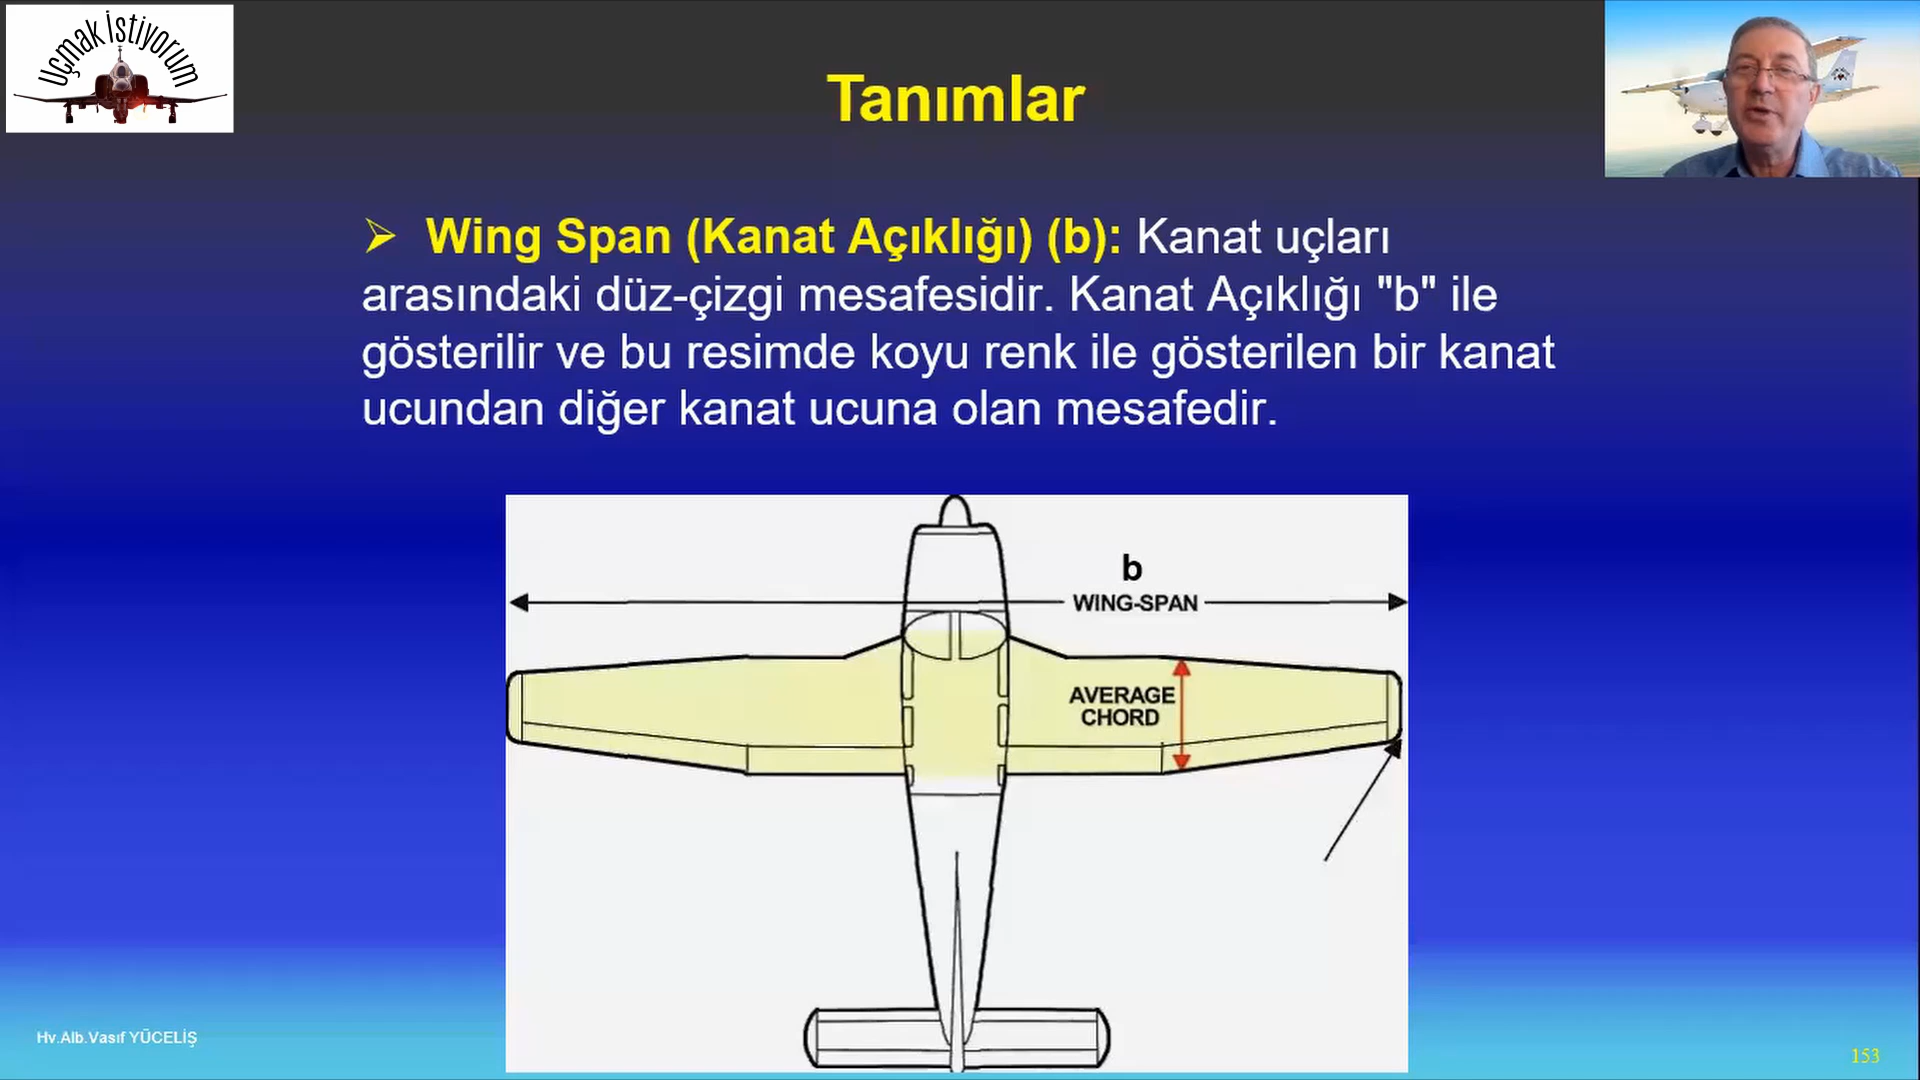 Uçmak İstiyorum
Tanımlar
➢ Wing Span (Kanat Açıklığı) (b): Kanat uçları
arasındaki düz-çizgi mesafesidir. Kanat Açıklığı "b" ile
gösterilir ve bu resimde koyu renk ile gösterilen bir kanat
ucundan diğer kanat ucuna olan mesafedir.
b
WING-SPAN
AVERAGE
CHORD
Hv.Alb.Vasıf YÜCELİŞ
153